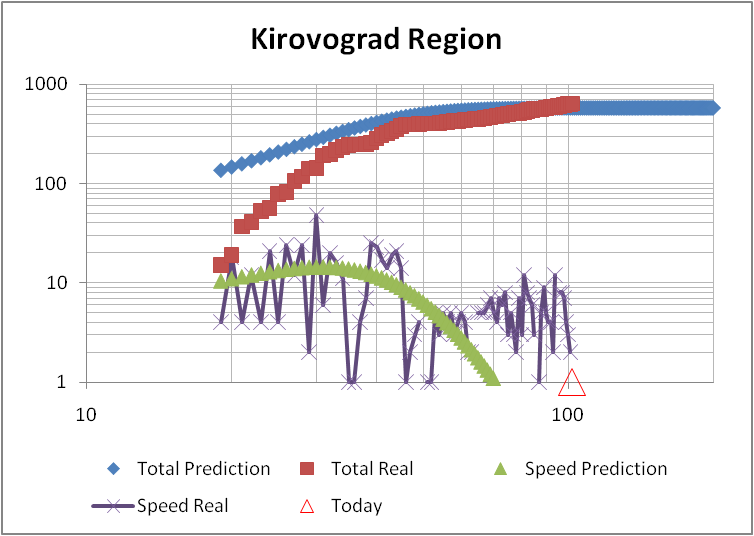 Kirovograd Region
1000
100
10
1
10 100
Total Prediction Total Real Speed Prediction
Speed Real Today